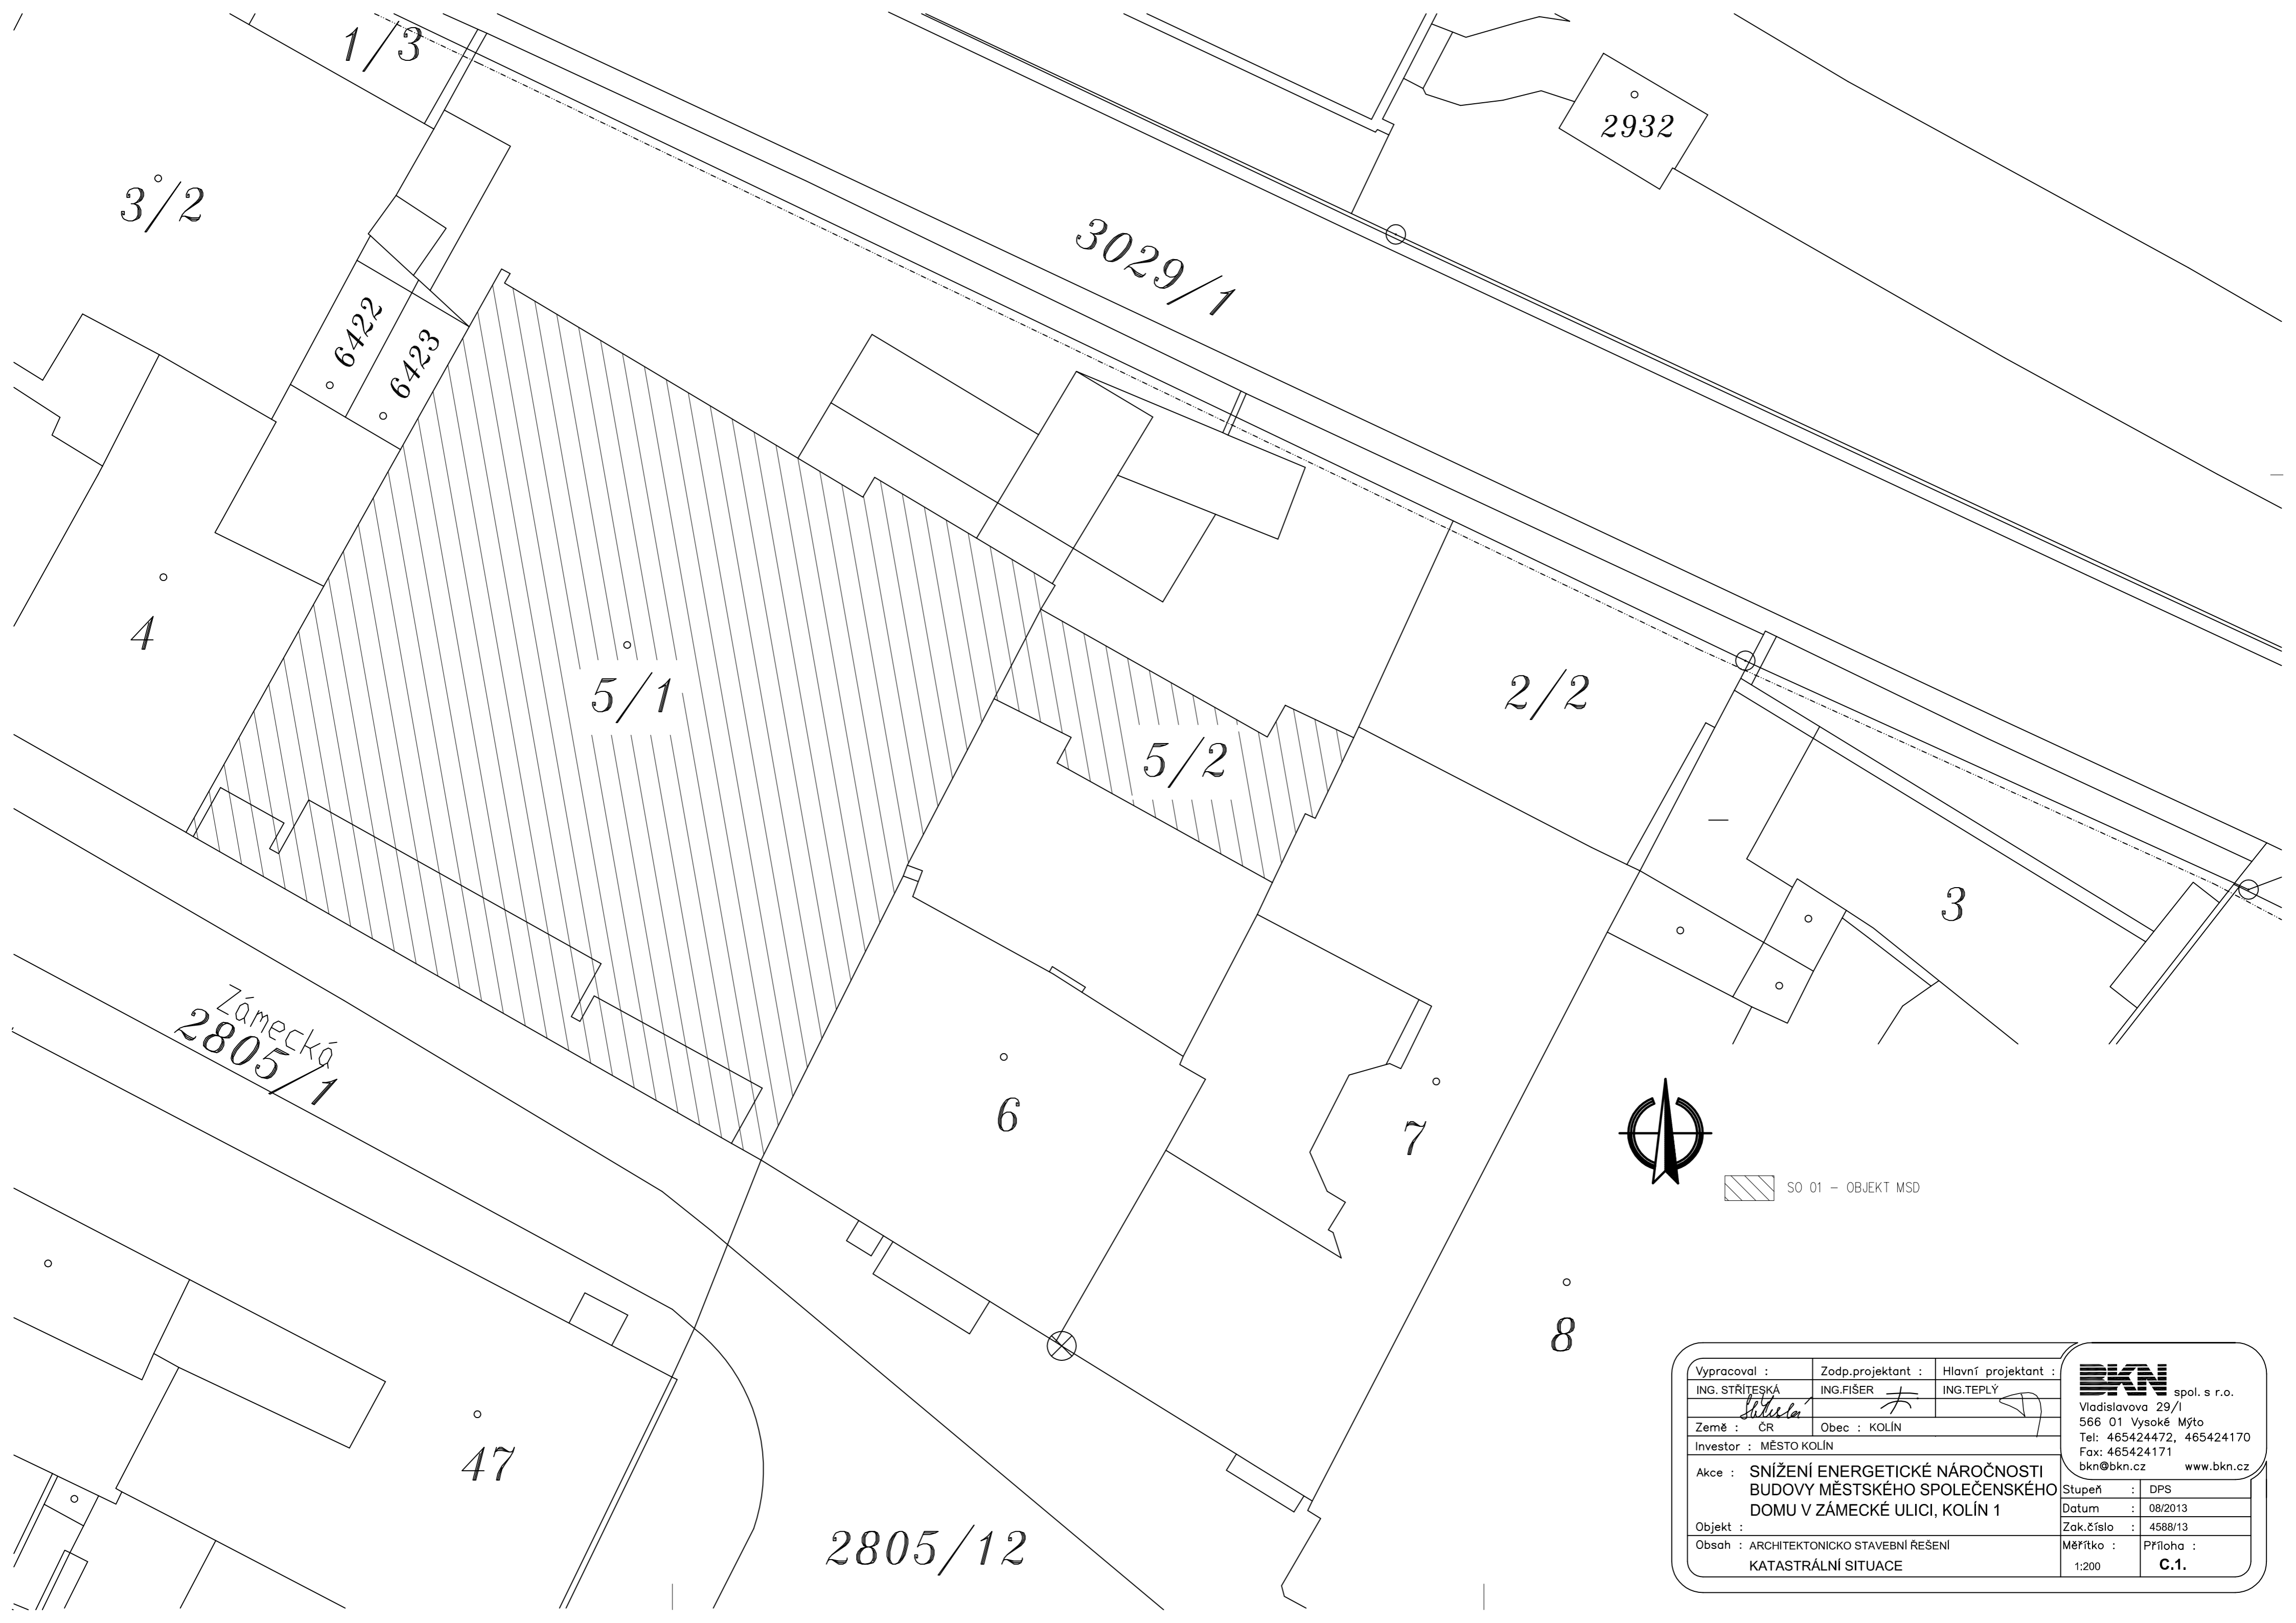 1/3
2932
3/2
3029/1
6422
6423
4
5/1
5/2
2/2
3
Zámecká
2805/1
6
7
8
47
2805/12
SO 01 - OBJEKT MSD
Vypracoval : Zodp.projektant : Hlavní projektant :
ING. STŘÍTESKÁ ING.FIŠER ING.TEPLÝ
Země : ČR Obec : KOLÍN
Investor : MĚSTO KOLÍN
Akce : SNÍŽENÍ ENERGETICKÉ NÁROČNOSTI
BUDOVY MĚSTSKÉHO SPOLEČENSKÉHO
DOMU V ZÁMECKÉ ULICI, KOLÍN 1
Objekt :
Obsah : ARCHITEKTONICKO STAVEBNÍ ŘEŠENÍ
KATASTRÁLNÍ SITUACE
BKN spol. s r.o.
Vladislavova 29/I
566 01 Vysoké Mýto
Tel: 465424472, 465424170
Fax: 465424171
bkn@bkn.cz www.bkn.cz
Stupeň : DPS
Datum : 08/2013
Zak.číslo : 4588/13
Měřítko : Příloha :
1:200 C.1.